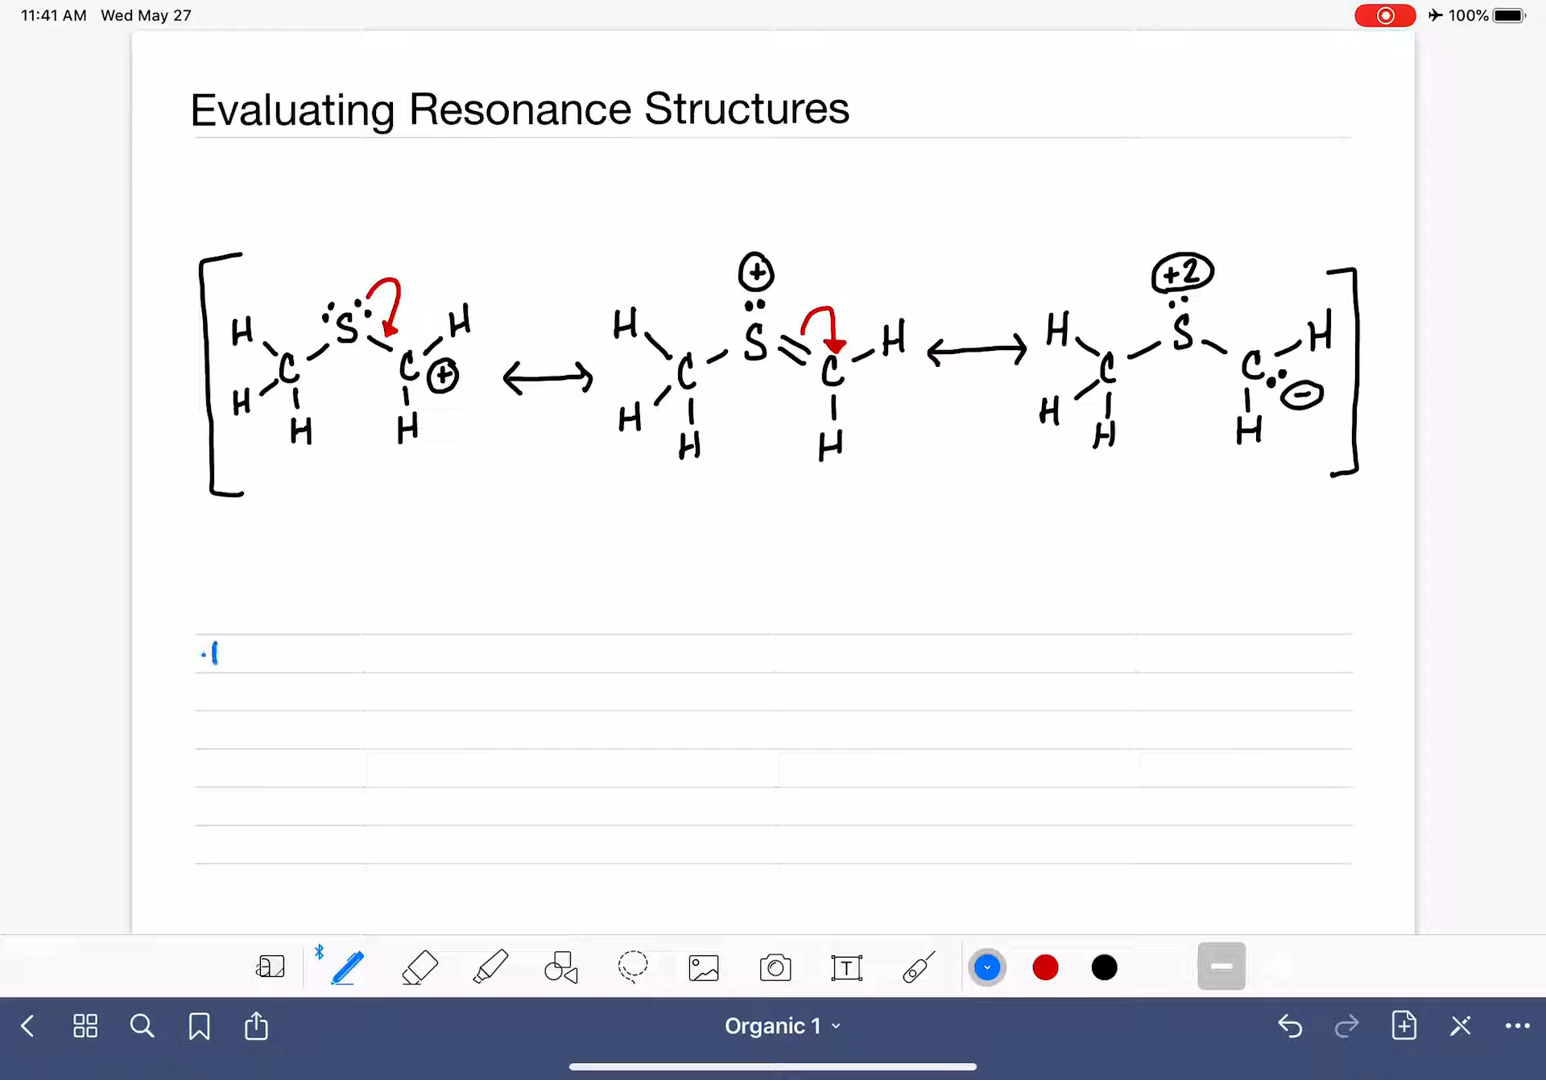 11:41 AM Wed May 27
100%
Evaluating Resonance Structures
+ +2
H S H H S H H S H
C C + C C C C
H H H H −
H H H H H H
T
Organic 1